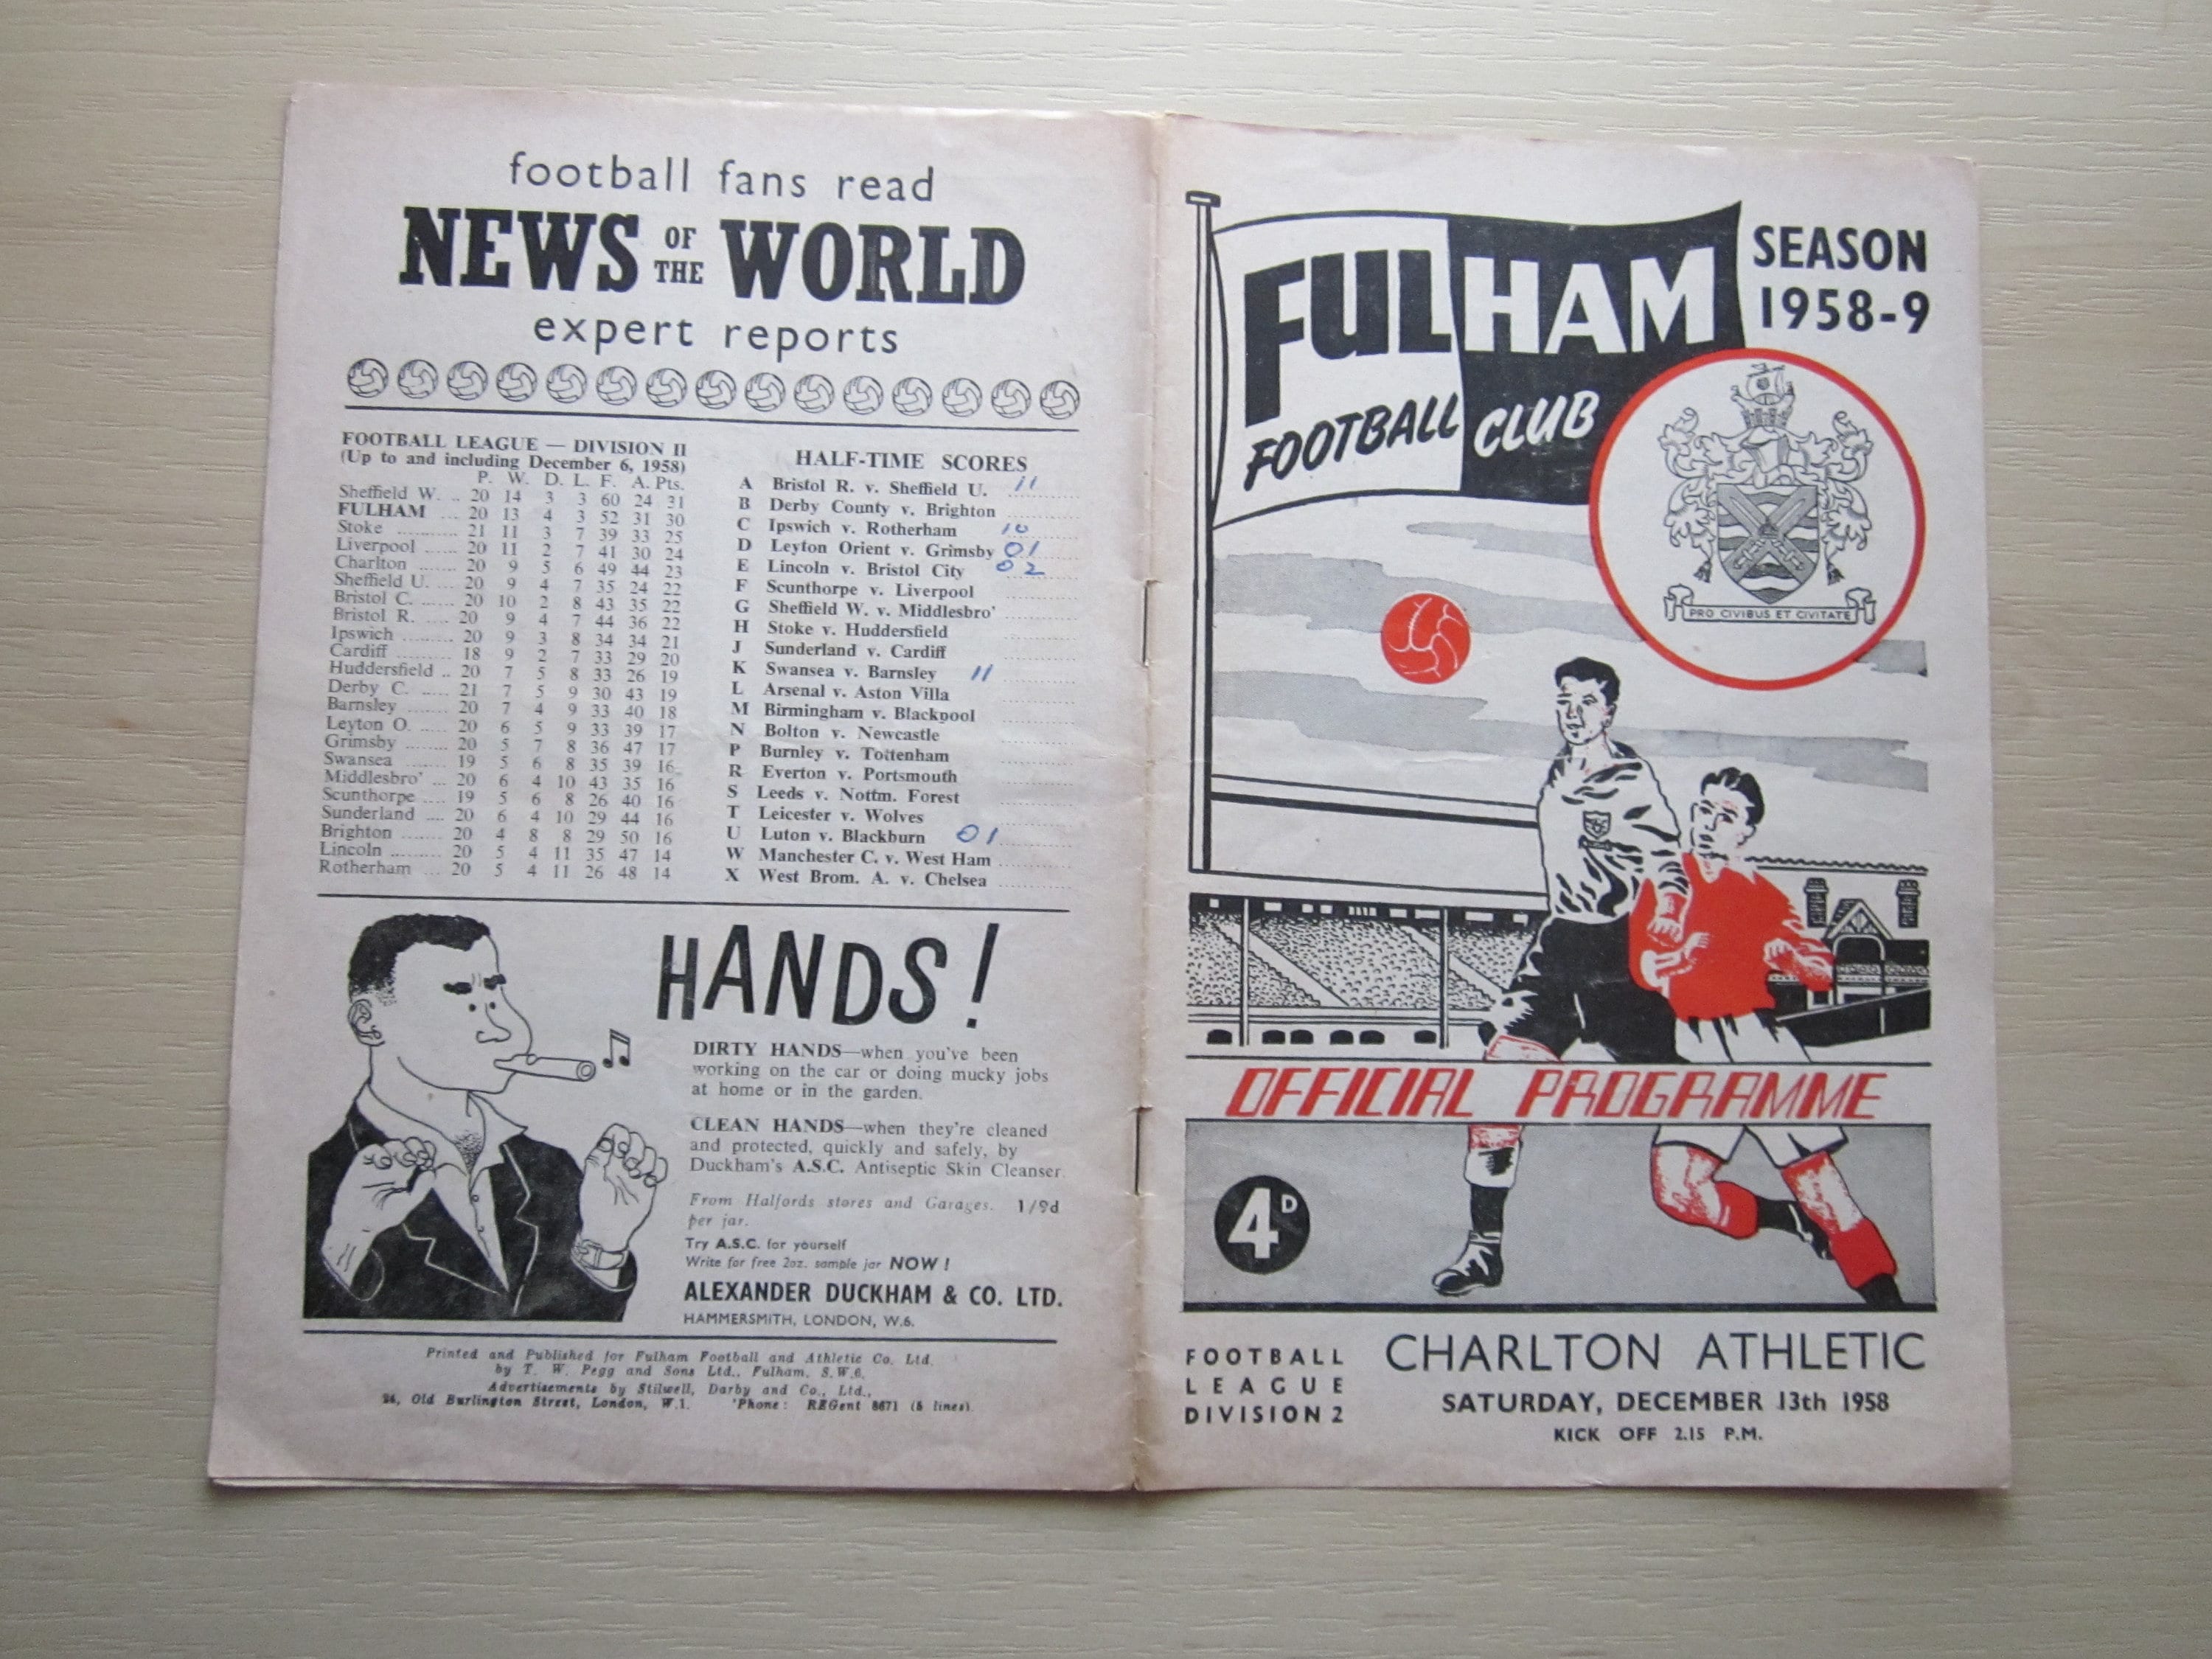 football fans read
NEWS OF THE WORLD
expert reports
FOOTBALL LEAGUE — DIVISION II
(Up to and including December 6, 1958)
P. W. D. L. F. A. Pts.
Sheffield W. .. 20 14 3 3 60 24 31
FULHAM ... 20 13 4 3 52 31 30
Stoke .......... 21 11 3 7 39 33 25
Liverpool ...... 20 11 2 7 41 30 24
Charlton ....... 20 9 5 6 49 44 23
Sheffield U. .... 20 9 4 7 35 24 22
Bristol C. ...... 20 10 2 8 43 35 22
Bristol R. .... 20 9 4 7 44 36 22
Ipswich ........ 20 9 3 8 34 34 21
Cardiff ......... 18 9 2 7 33 29 20
Huddersfield .. 20 7 5 8 33 26 19
Derby C. ..... 21 7 5 9 30 43 19
Barnsley ....... 20 7 4 9 33 40 18
Leyton O. ..... 20 6 5 9 33 39 17
Grimsby ....... 20 5 7 8 36 47 17
Swansea ....... 19 5 6 8 35 39 16
Middlesbro' ... 20 6 4 10 43 35 16
Scunthorpe .... 19 5 6 8 26 40 16
Sunderland .... 20 6 4 10 29 44 16
Brighton ....... 20 4 8 8 29 50 16
Lincoln ......... 20 5 4 11 35 47 14
Rotherham ... 20 5 4 11 26 48 14
HALF-TIME SCORES
A Bristol R. v. Sheffield U. 11
B Derby County v. Brighton
C Ipswich v. Rotherham 10
D Leyton Orient v. Grimsby 01
E Lincoln v. Bristol City 02
F Scunthorpe v. Liverpool
G Sheffield W. v. Middlesbro'
H Stoke v. Huddersfield
J Sunderland v. Cardiff
K Swansea v. Barnsley 11
L Arsenal v. Aston Villa
M Birmingham v. Blackpool
N Bolton v. Newcastle
P Burnley v. Tottenham
R Everton v. Portsmouth
S Leeds v. Nottm. Forest
T Leicester v. Wolves
U Luton v. Blackburn 01
W Manchester C. v. West Ham
X West Brom. A. v. Chelsea
HANDS!
DIRTY HANDS—when you've been
working on the car or doing mucky jobs
at home or in the garden.
CLEAN HANDS—when they're cleaned
and protected, quickly and safely, by
Duckham's A.S.C. Antiseptic Skin Cleanser.
From Halfords stores and Garages. 1/9d
per jar.
Try A.S.C. for yourself
Write for free 2oz. sample jar NOW!
ALEXANDER DUCKHAM & CO. LTD.
HAMMERSMITH, LONDON, W.6.
Printed and Published for Fulham Football and Athletic Co. Ltd.
by T. W. Pegg and Sons Ltd., Fulham, S.W.6.
Advertisements by Stilwell, Darby and Co., Ltd.,
24, Old Burlington Street, London, W.1. 'Phone: REGent 8671 (5 lines).
FULHAM
FOOTBALL CLUB
SEASON
1958-9
PRO CIVIBUS ET CIVITATE
OFFICIAL PROGRAMME
4D
FOOTBALL
LEAGUE
DIVISION 2
CHARLTON ATHLETIC
SATURDAY, DECEMBER 13th 1958
KICK OFF 2.15 P.M.